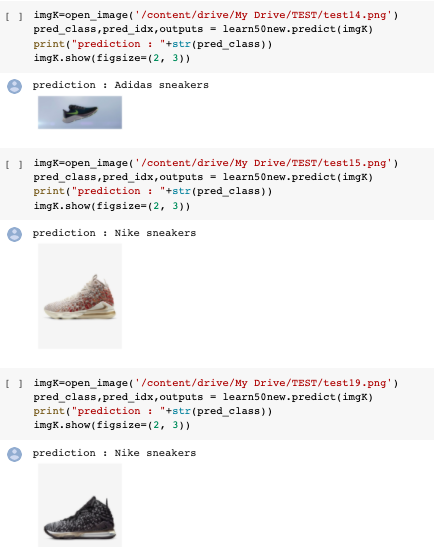 [ ] imgK=open_image('/content/drive/My Drive/TEST/test14.png')
pred_class,pred_idx,outputs = learn50new.predict(imgK)
print("prediction : "+str(pred_class))
imgK.show(figsize=(2, 3))
prediction : Adidas sneakers
[ ] imgK=open_image('/content/drive/My Drive/TEST/test15.png')
pred_class,pred_idx,outputs = learn50new.predict(imgK)
print("prediction : "+str(pred_class))
imgK.show(figsize=(2, 3))
prediction : Nike sneakers
[ ] imgK=open_image('/content/drive/My Drive/TEST/test19.png')
pred_class,pred_idx,outputs = learn50new.predict(imgK)
print("prediction : "+str(pred_class))
imgK.show(figsize=(2, 3))
prediction : Nike sneakers